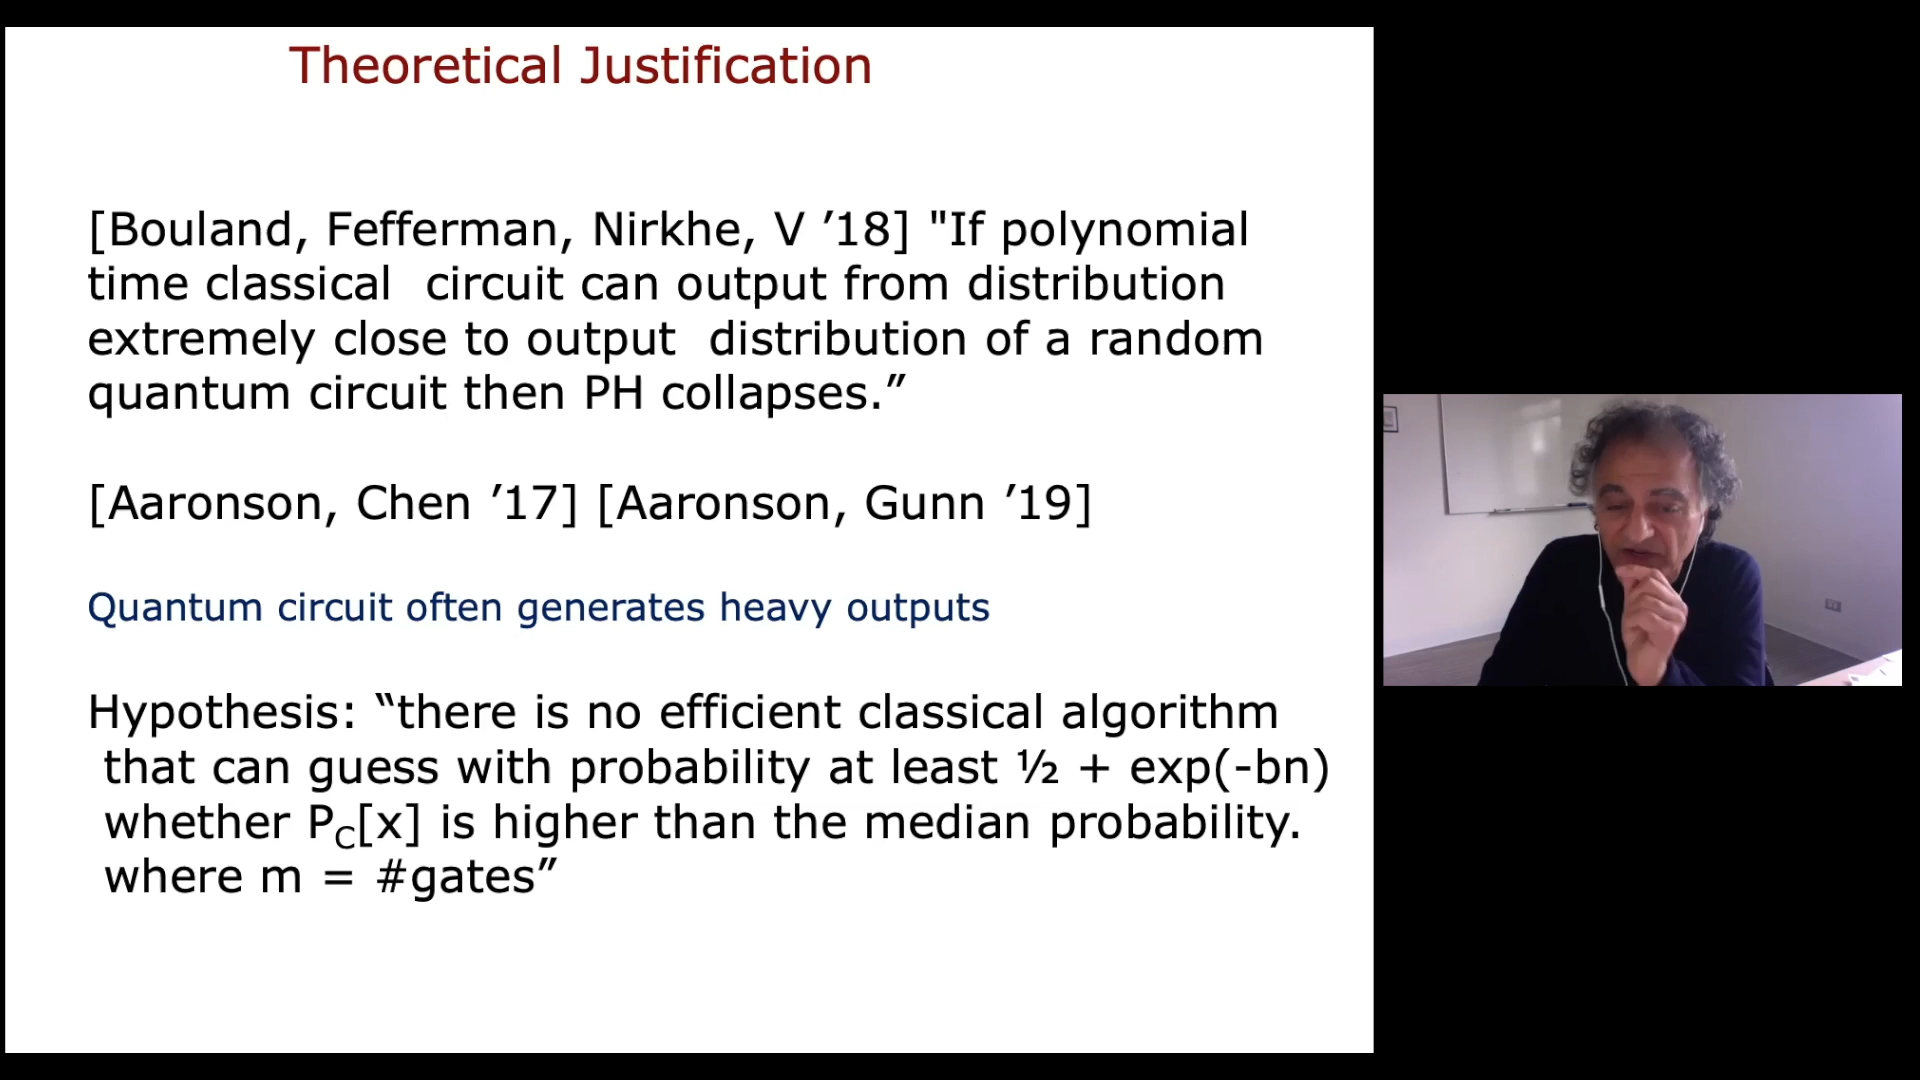 Theoretical Justification
[Bouland, Fefferman, Nirkhe, V ’18] "If polynomial
time classical circuit can output from distribution
extremely close to output distribution of a random
quantum circuit then PH collapses.”
[Aaronson, Chen ’17] [Aaronson, Gunn ’19]
Quantum circuit often generates heavy outputs
Hypothesis: “there is no efficient classical algorithm
that can guess with probability at least ½ + exp(-bn)
whether P_C[x] is higher than the median probability.
where m = #gates”